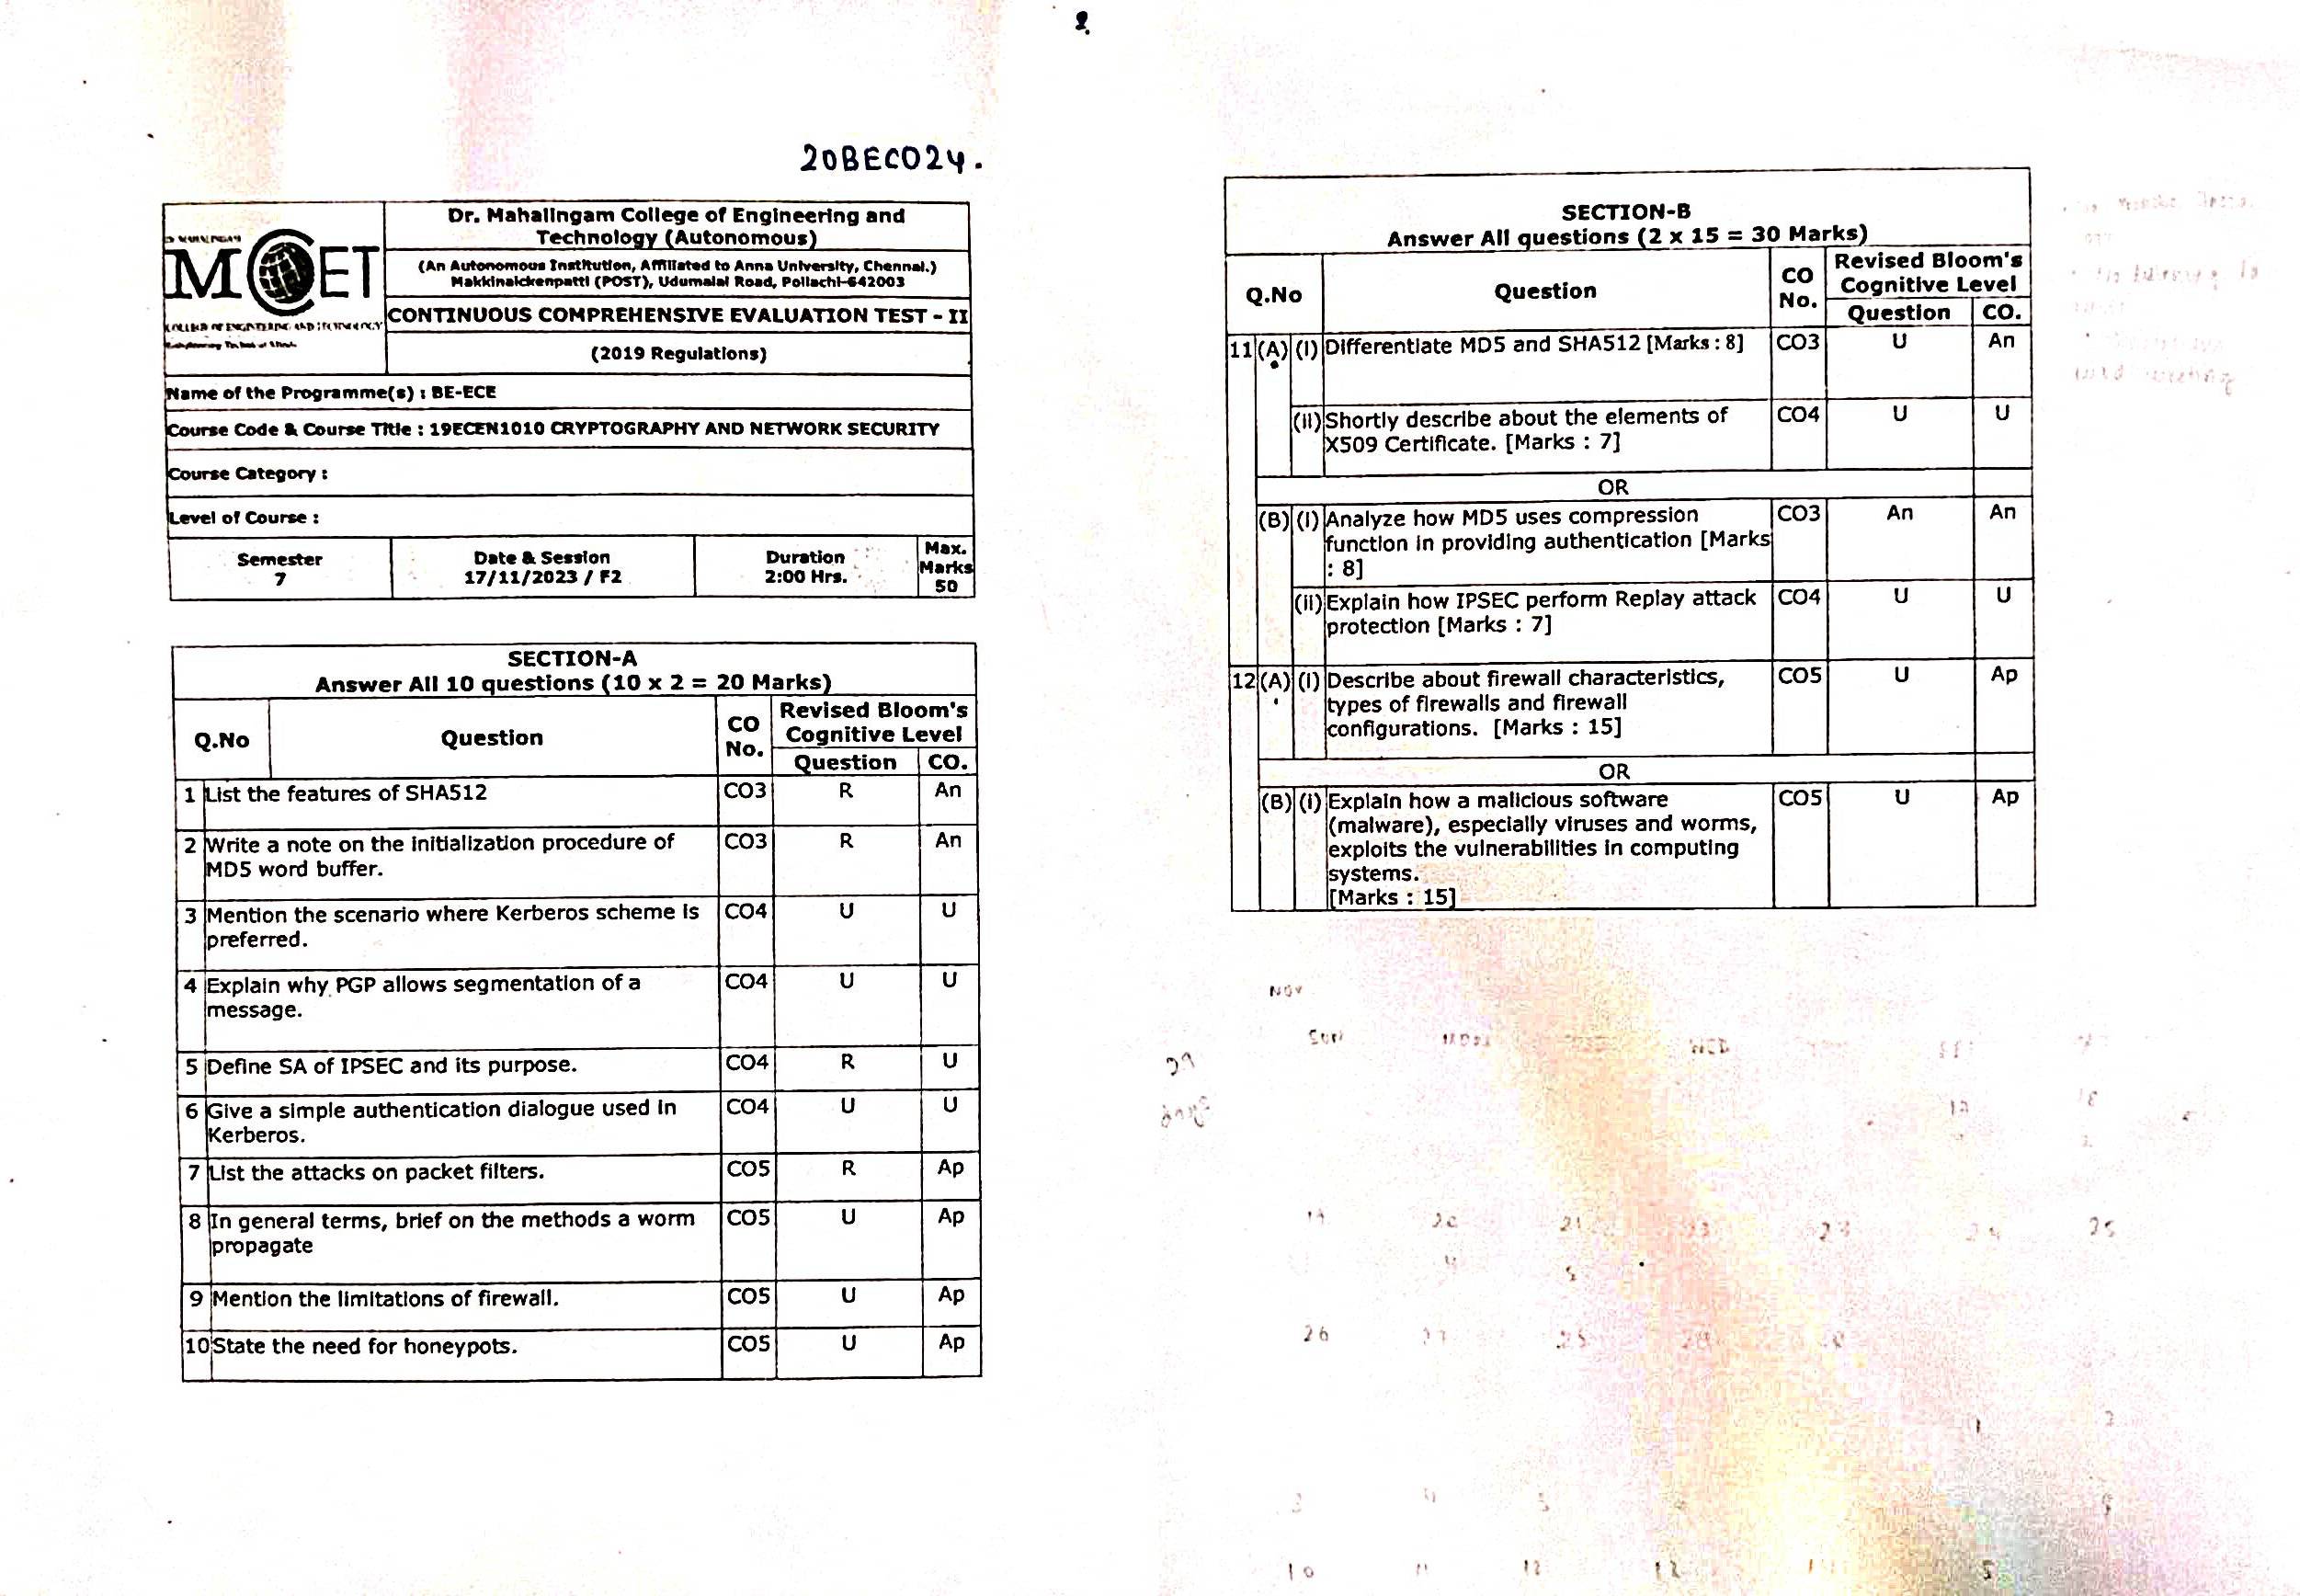 20BECO24.
MCET
COLLEGE OF ENGINEERING AND TECHNOLOGY
Dr. Mahalingam College of Engineering and
Technology (Autonomous)
(An Autonomous Institution, Affiliated to Anna University, Chennai.)
Makkinaickenpatti (POST), Udumalai Road, Pollachi-642003
CONTINUOUS COMPREHENSIVE EVALUATION TEST - II
(2019 Regulations)
Name of the Programme(s) : BE-ECE
Course Code & Course Title : 19ECEN1010 CRYPTOGRAPHY AND NETWORK SECURITY
Course Category :
Level of Course :
Semester Date & Session Duration Max.
7 17/11/2023 / F2 2:00 Hrs. Marks
50
SECTION-A
Answer All 10 questions (10 x 2 = 20 Marks)
Q.No Question CO No. Revised Bloom's Cognitive Level
Question CO.
1 List the features of SHA512 CO3 R An
2 Write a note on the initialization procedure of CO3 R An
MD5 word buffer.
3 Mention the scenario where Kerberos scheme is CO4 U U
preferred.
4 Explain why PGP allows segmentation of a CO4 U U
message.
5 Define SA of IPSEC and its purpose. CO4 R U
6 Give a simple authentication dialogue used in CO4 U U
Kerberos.
7 List the attacks on packet filters. CO5 R Ap
8 In general terms, brief on the methods a worm CO5 U Ap
propagate
9 Mention the limitations of firewall. CO5 U Ap
10 State the need for honeypots. CO5 U Ap
SECTION-B
Answer All questions (2 x 15 = 30 Marks)
Q.No Question CO No. Revised Bloom's Cognitive Level
Question CO.
11 (A) (i) Differentiate MD5 and SHA512 [Marks : 8] CO3 U An
(ii) Shortly describe about the elements of CO4 U U
X509 Certificate. [Marks : 7]
OR
(B) (i) Analyze how MD5 uses compression CO3 An An
function in providing authentication [Marks
: 8]
(ii) Explain how IPSEC perform Replay attack CO4 U U
protection [Marks : 7]
12 (A) (i) Describe about firewall characteristics, CO5 U Ap
types of firewalls and firewall
configurations. [Marks : 15]
OR
(B) (i) Explain how a malicious software CO5 U Ap
(malware), especially viruses and worms,
exploits the vulnerabilities in computing
systems.
[Marks : 15]